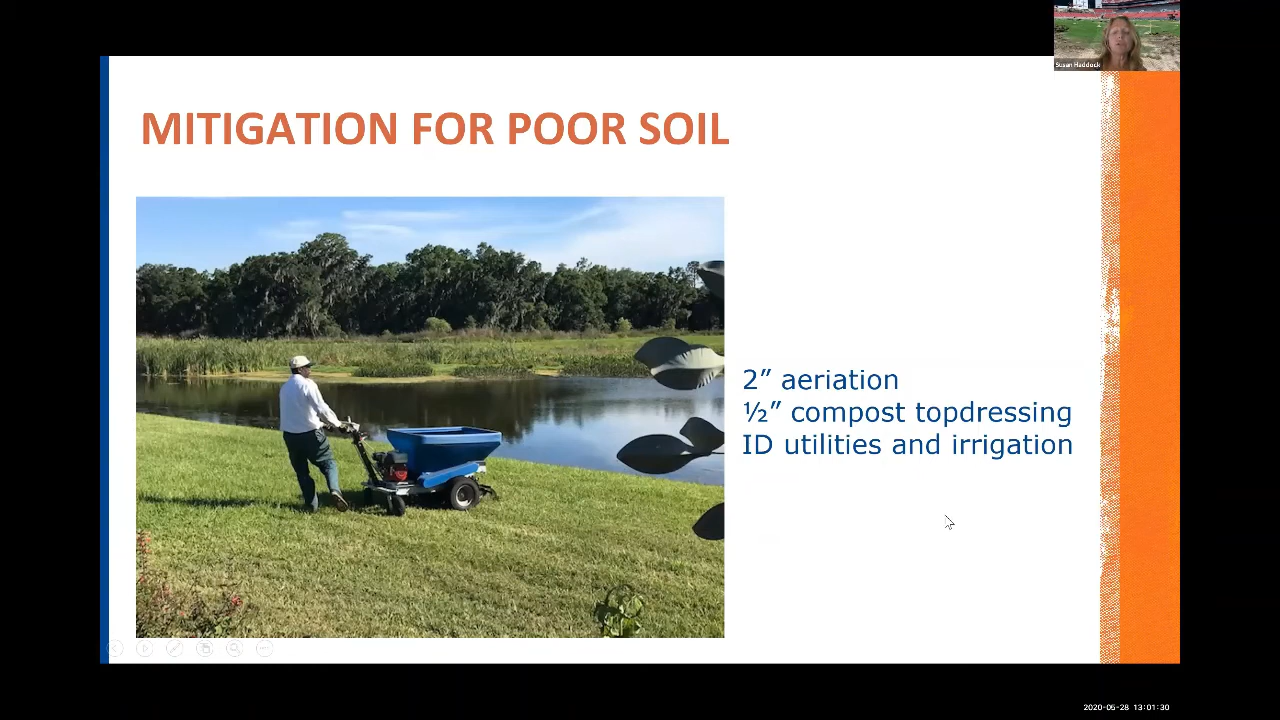 Susan Haddock
MITIGATION FOR POOR SOIL
2” aeriation
½” compost topdressing
ID utilities and irrigation
2020-05-28 13:01:30